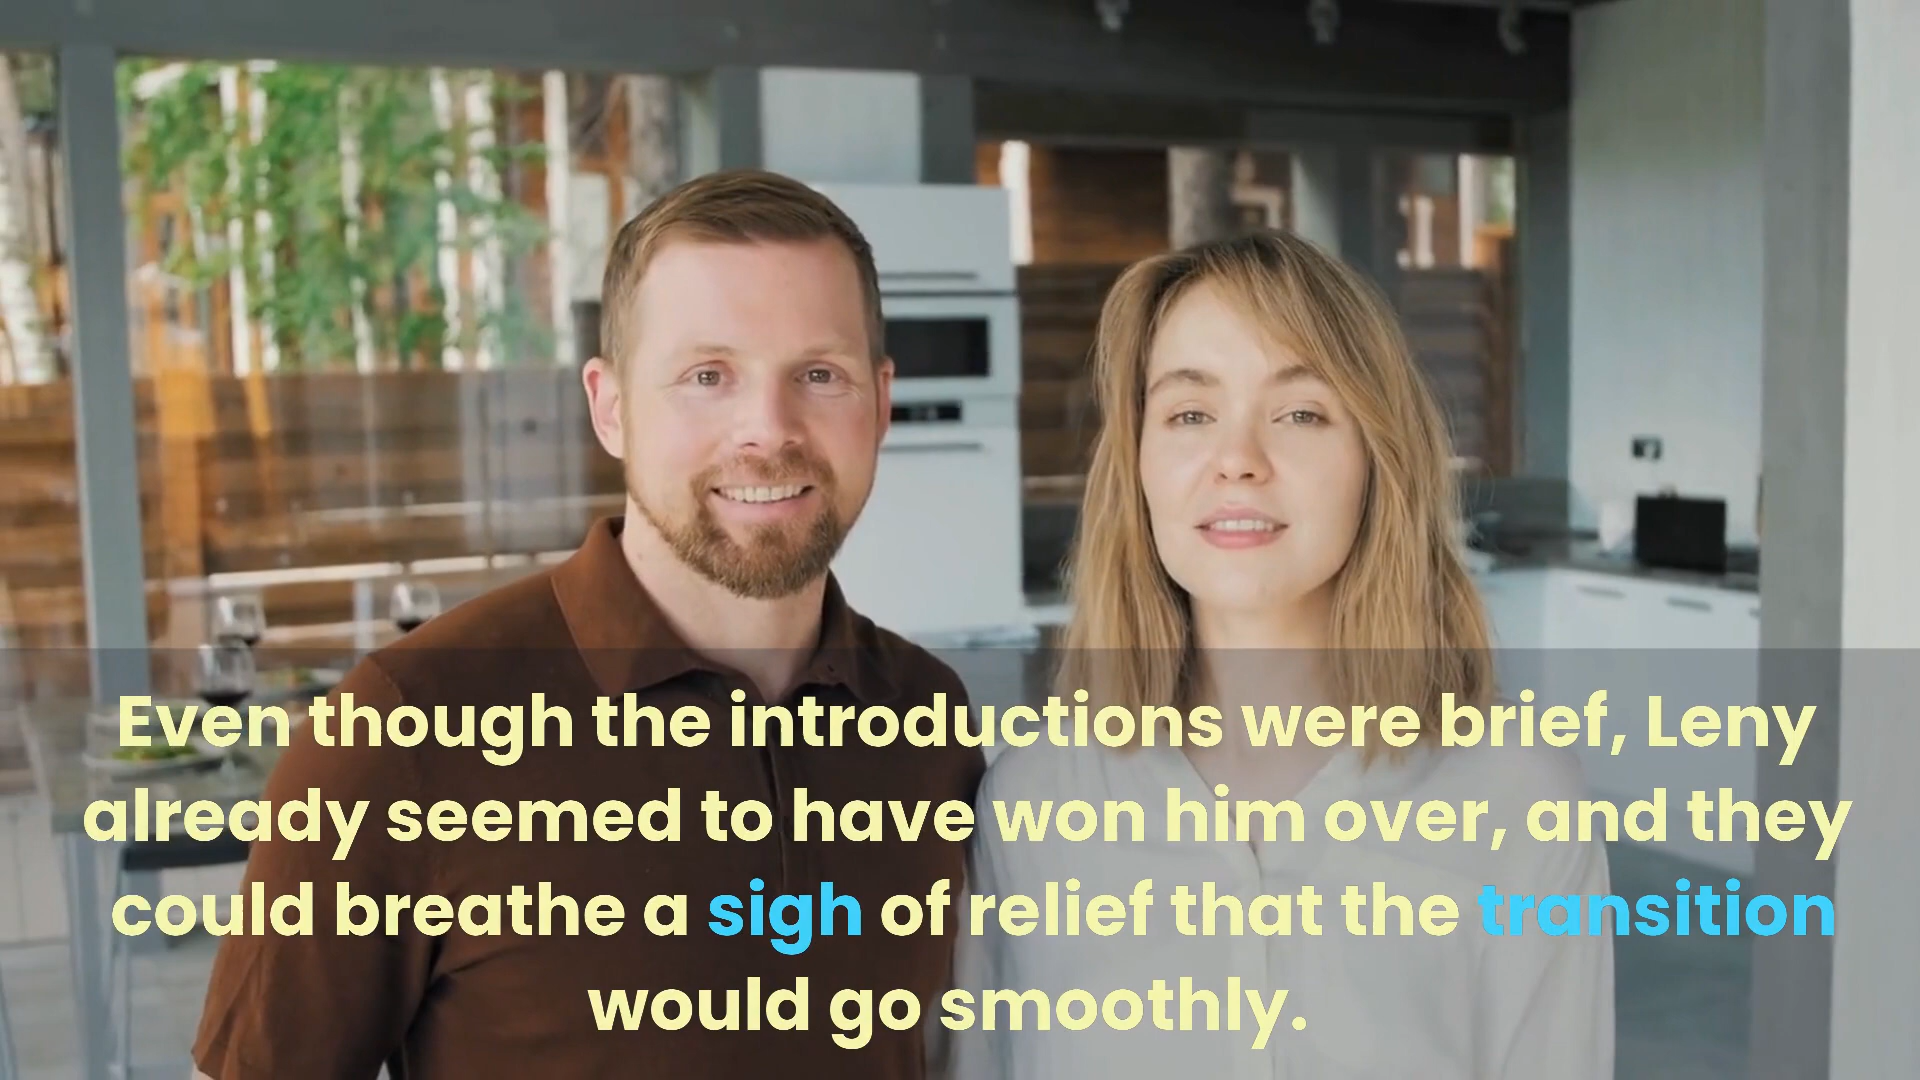 Even though the introductions were brief, Leny
already seemed to have won him over, and they
could breathe a sigh of relief that the transition
would go smoothly.